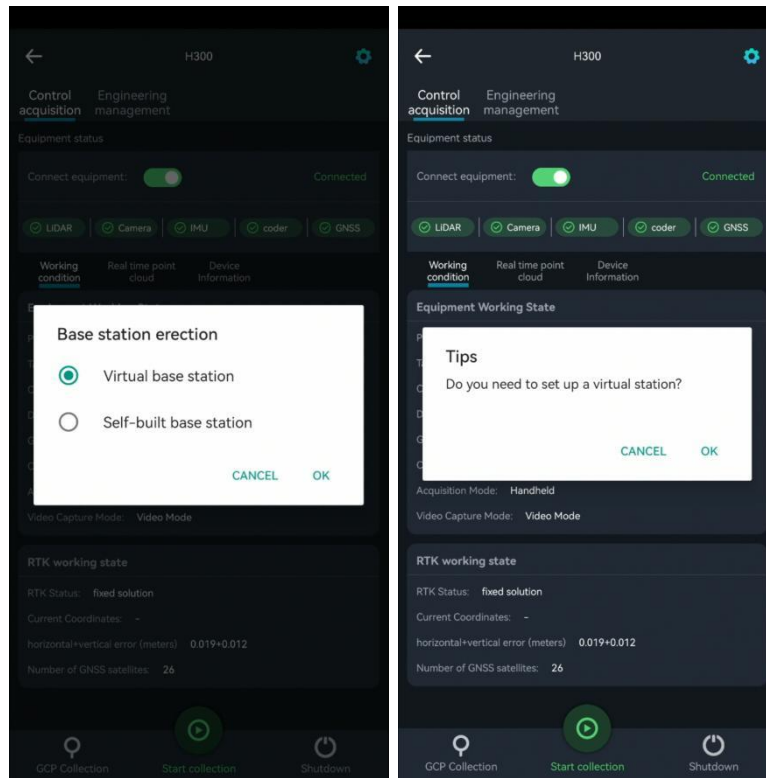 H300
Control acquisition
Engineering management
Equipment status
Connect equipment:
Connected
LiDAR
Camera
IMU
coder
GNSS
Working condition
Real time point cloud
Device Information
Base station erection
Virtual base station
Self-built base station
CANCEL
OK
Video Capture Mode: Video Mode
RTK working state
RTK Status: fixed solution
Current Coordinates: -
horizontal+vertical error (meters) 0.019+0.012
Number of GNSS satellites: 26
GCP Collection
Start collection
Shutdown
H300
Control acquisition
Engineering management
Equipment status
Connect equipment:
Connected
LiDAR
Camera
IMU
coder
GNSS
Working condition
Real time point cloud
Device Information
Equipment Working State
Tips
Do you need to set up a virtual station?
CANCEL
OK
Acquisition Mode: Handheld
Video Capture Mode: Video Mode
RTK working state
RTK Status: fixed solution
Current Coordinates: -
horizontal+vertical error (meters) 0.019+0.012
Number of GNSS satellites: 26
GCP Collection
Start collection
Shutdown